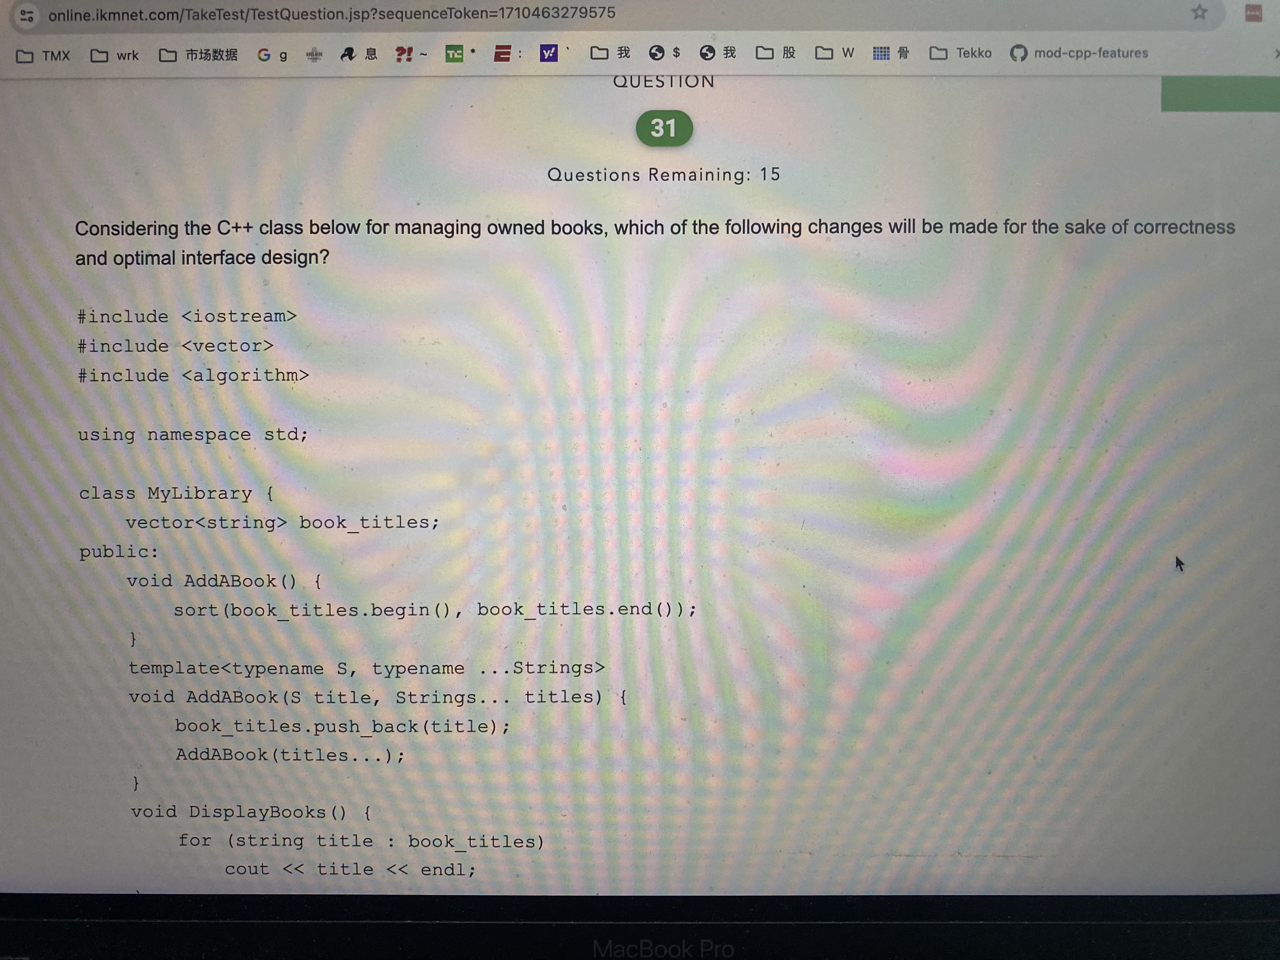 online.ikmnet.com/TakeTest/TestQuestion.jsp?sequenceToken=1710463279575
TMX wrk 市场数据 g 息 ?! ~ TC : y! 我 $ 我 股 W 骨 Tekko mod-cpp-features
QUESTION
31
Questions Remaining: 15
Considering the C++ class below for managing owned books, which of the following changes will be made for the sake of correctness
and optimal interface design?
#include <iostream>
#include <vector>
#include <algorithm>
using namespace std;
class MyLibrary {
vector<string> book_titles;
public:
void AddABook() {
sort(book_titles.begin(), book_titles.end());
}
template<typename S, typename ...Strings>
void AddABook(S title, Strings... titles) {
book_titles.push_back(title);
AddABook(titles...);
}
void DisplayBooks() {
for (string title : book_titles)
cout << title << endl;
MacBook Pro